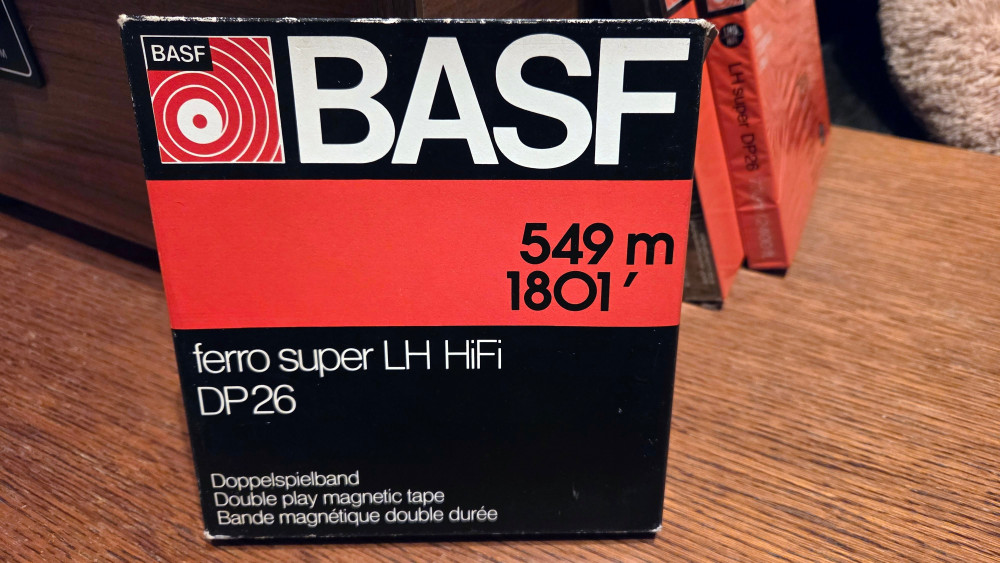 BASF
BASF
549 m
1801′
ferro super LH HiFi
DP26
Doppelspielband
Double play magnetic tape
Bande magnétique double durée
LH super DP26